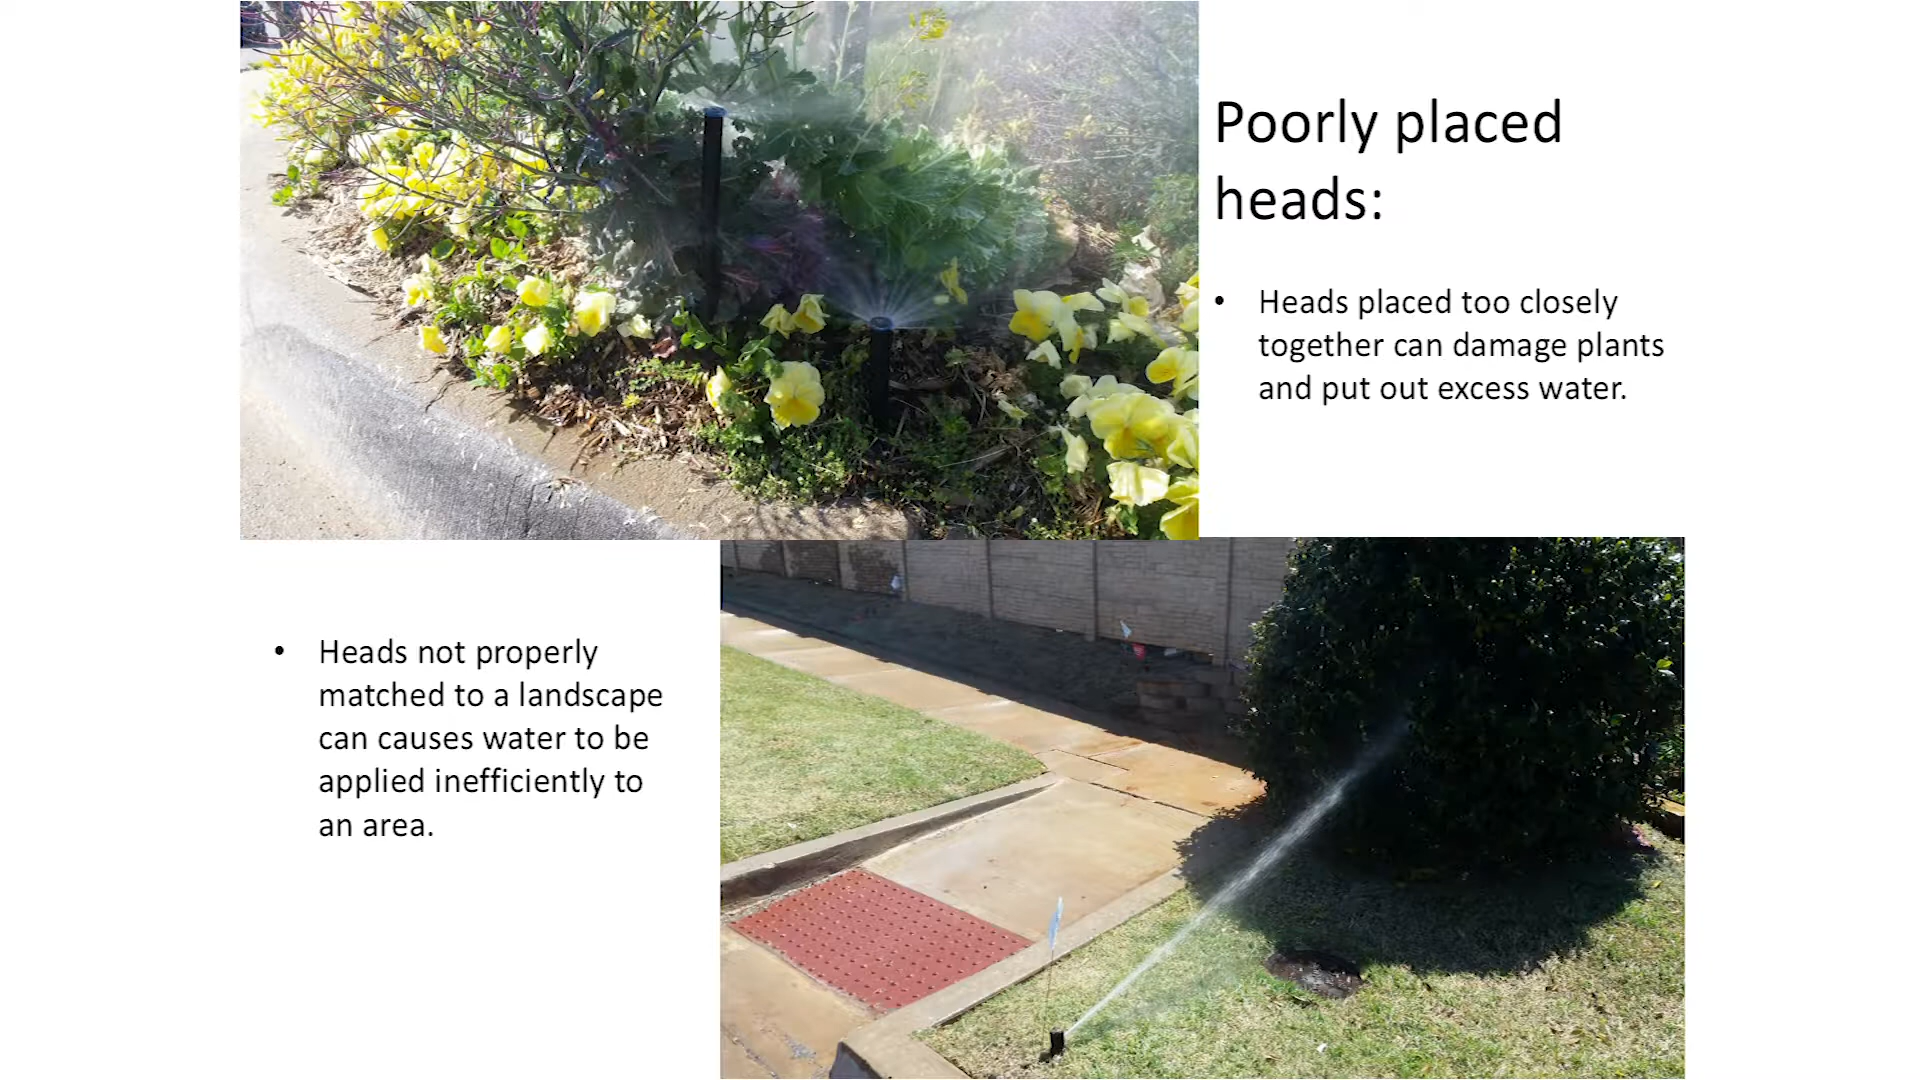 Poorly placed
heads:
• Heads placed too closely
together can damage plants
and put out excess water.
• Heads not properly
matched to a landscape
can causes water to be
applied inefficiently to
an area.